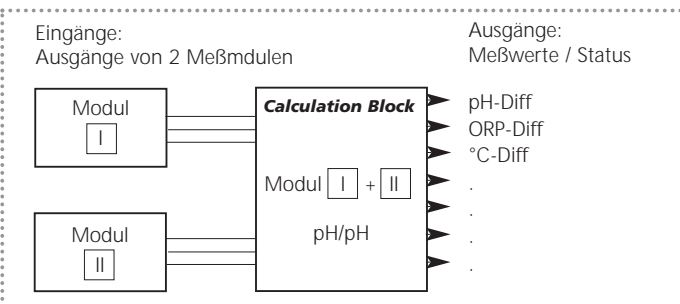 Eingänge:
Ausgänge von 2 Meßmdulen
Ausgänge:
Meßwerte / Status
Modul
I
Modul
II
Calculation Block
Modul I + II
pH/pH
pH-Diff
ORP-Diff
°C-Diff
.
.
.
.